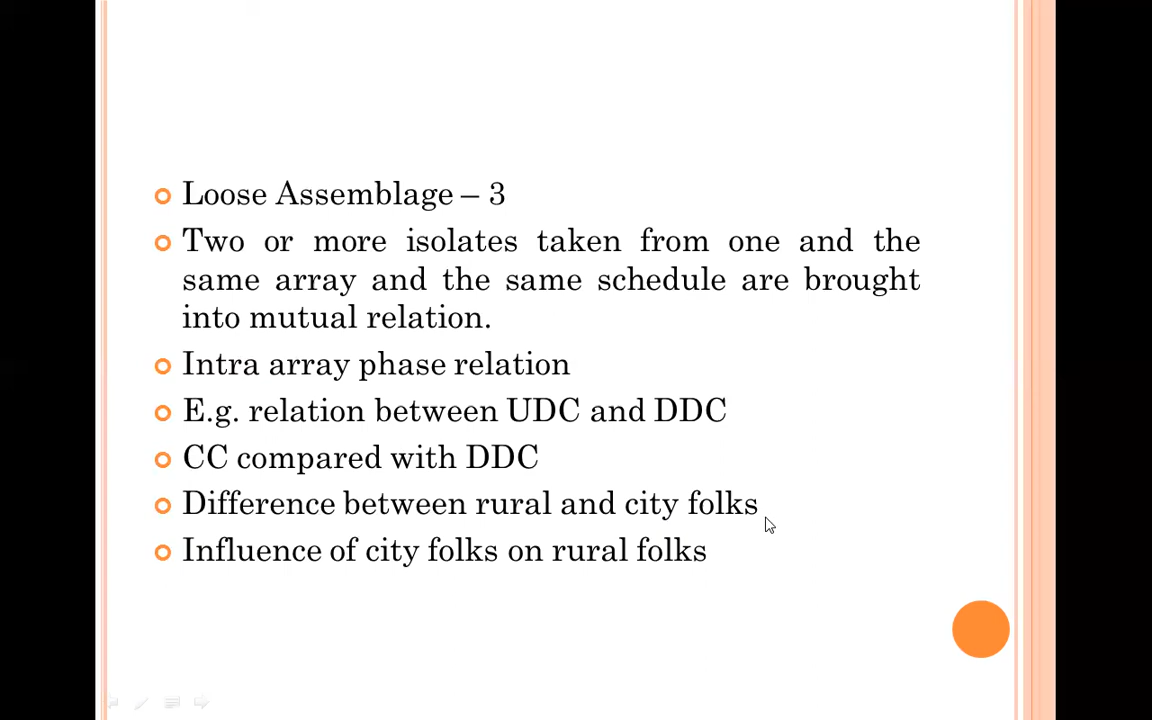 Loose Assemblage – 3
Two or more isolates taken from one and the
same array and the same schedule are brought
into mutual relation.
Intra array phase relation
E.g. relation between UDC and DDC
CC compared with DDC
Difference between rural and city folks
Influence of city folks on rural folks